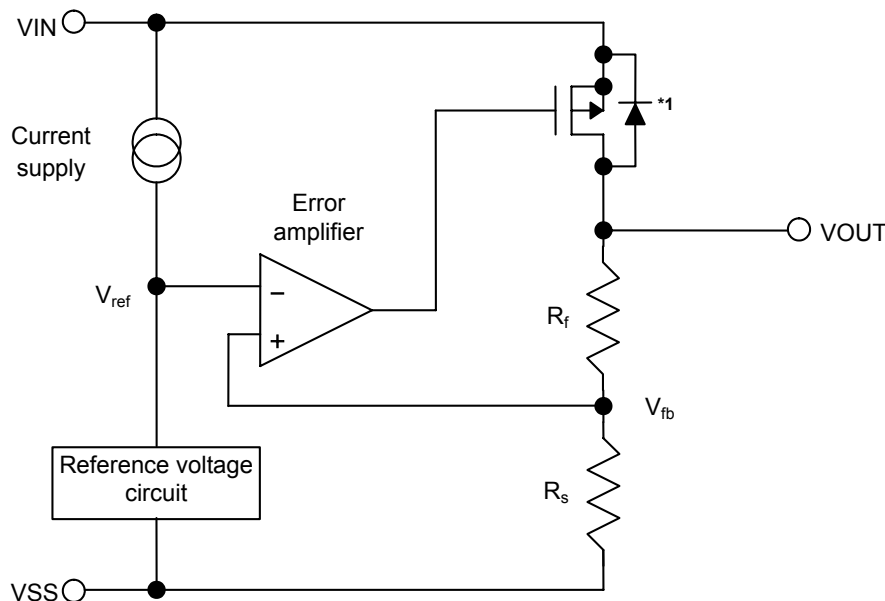 VIN
*1
Current
supply
Error
amplifier
VOUT
Vref
−
+
Rf
Vfb
Reference voltage
circuit
Rs
VSS